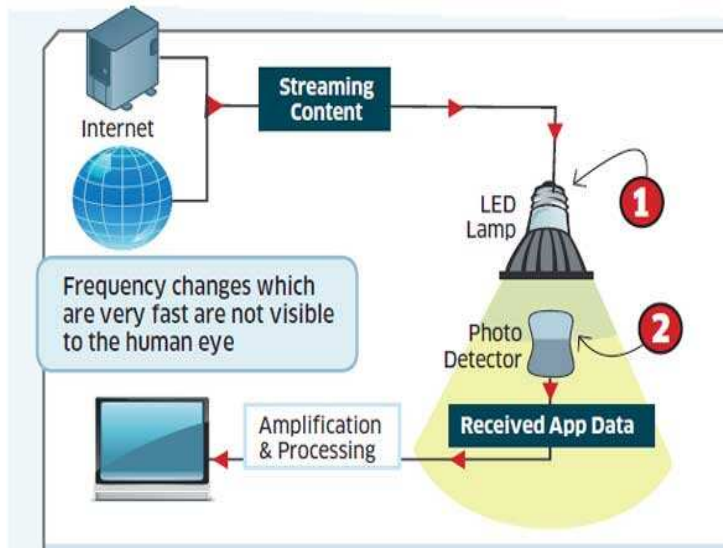 Internet
Streaming
Content
LED
Lamp
1
Frequency changes which
are very fast are not visible
to the human eye
Photo
Detector
2
Amplification
& Processing
Received App Data